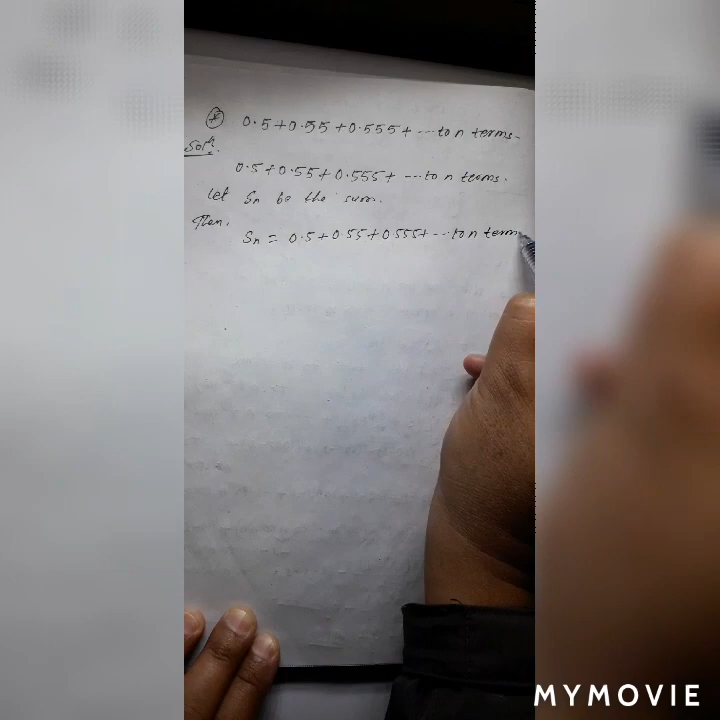 * 0.5+0.55+0.555+ ... to n terms.
Solⁿ.
0.5+0.55+0.555+ ... to n terms.
Let Sn be the sum.
Then,
Sn = 0.5+0.55+0.555+ ... to n terms
MYMOVIE